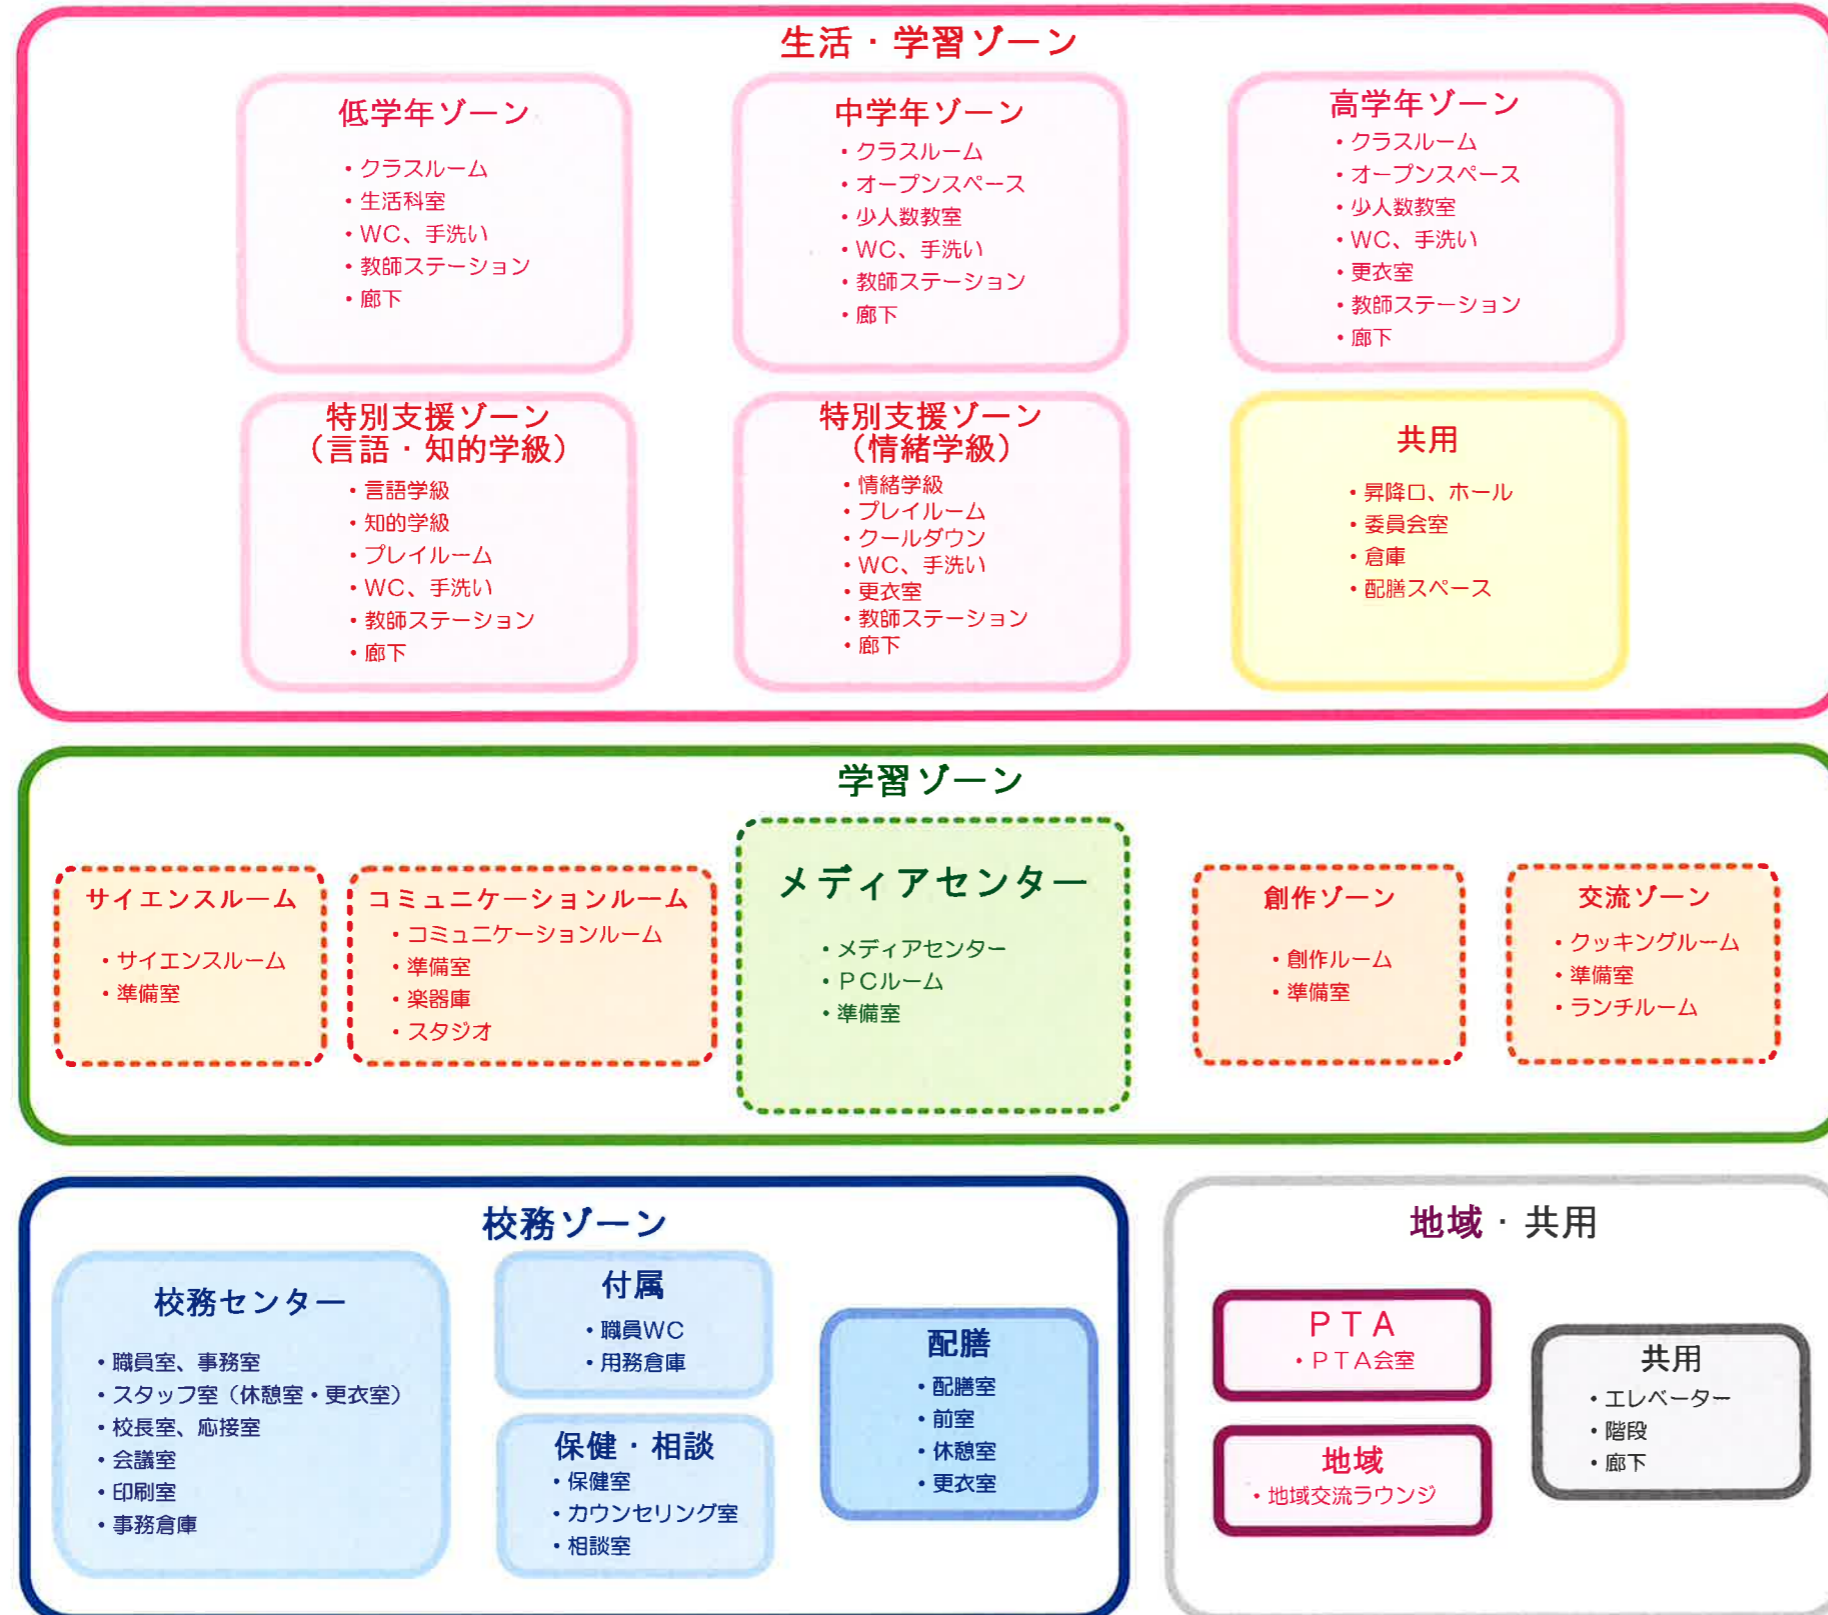 生活・学習ゾーン
低学年ゾーン
・クラスルーム
・生活科室
・WC、手洗い
・教師ステーション
・廊下
中学年ゾーン
・クラスルーム
・オープンスペース
・少人数教室
・WC、手洗い
・教師ステーション
・廊下
高学年ゾーン
・クラスルーム
・オープンスペース
・少人数教室
・WC、手洗い
・更衣室
・教師ステーション
・廊下
特別支援ゾーン
（言語・知的学級）
・言語学級
・知的学級
・プレイルーム
・WC、手洗い
・教師ステーション
・廊下
特別支援ゾーン
（情緒学級）
・情緒学級
・プレイルーム
・クールダウン
・WC、手洗い
・更衣室
・教師ステーション
・廊下
共用
・昇降口、ホール
・委員会室
・倉庫
・配膳スペース
学習ゾーン
サイエンスルーム
・サイエンスルーム
・準備室
コミュニケーションルーム
・コミュニケーションルーム
・準備室
・楽器庫
・スタジオ
メディアセンター
・メディアセンター
・PCルーム
・準備室
創作ゾーン
・創作ルーム
・準備室
交流ゾーン
・クッキングルーム
・準備室
・ランチルーム
校務ゾーン
校務センター
・職員室、事務室
・スタッフ室（休憩室・更衣室）
・校長室、応接室
・会議室
・印刷室
・事務倉庫
付属
・職員WC
・用務倉庫
保健・相談
・保健室
・カウンセリング室
・相談室
配膳
・配膳室
・前室
・休憩室
・更衣室
地域・共用
PTA
・PTA会室
地域
・地域交流ラウンジ
共用
・エレベーター
・階段
・廊下